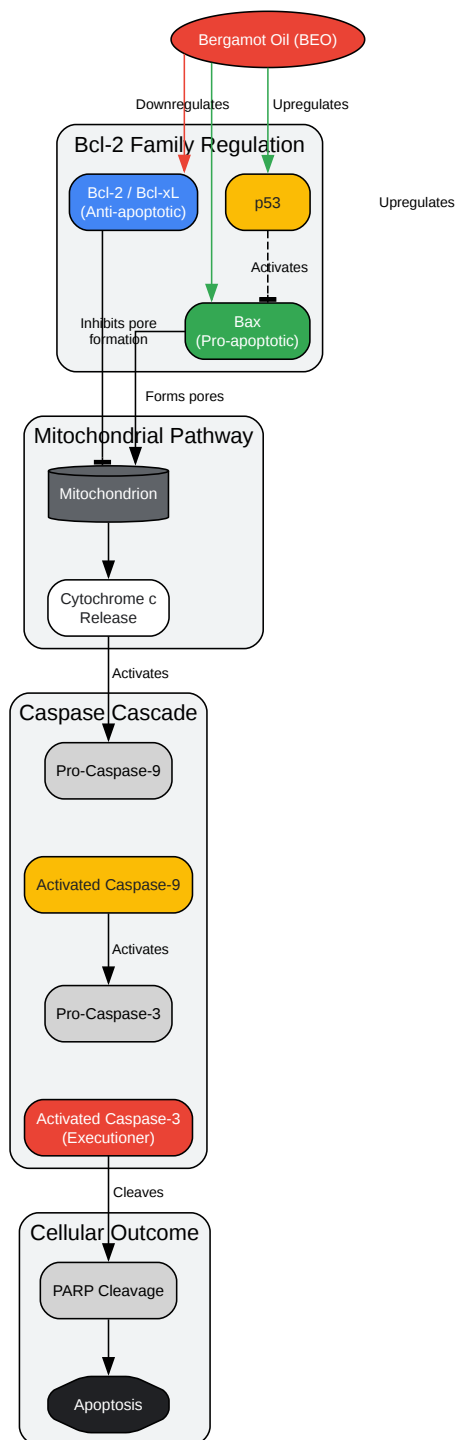 Bergamot Oil (BEO)
Downregulates
Upregulates
Bcl-2 Family Regulation
Bcl-2 / Bcl-xL
(Anti-apoptotic)
p53
Upregulates
Activates
Inhibits pore
formation
Bax
(Pro-apoptotic)
Forms pores
Mitochondrial Pathway
Mitochondrion
Cytochrome c
Release
Activates
Caspase Cascade
Pro-Caspase-9
Activated Caspase-9
Activates
Pro-Caspase-3
Activated Caspase-3
(Executioner)
Cleaves
Cellular Outcome
PARP Cleavage
Apoptosis